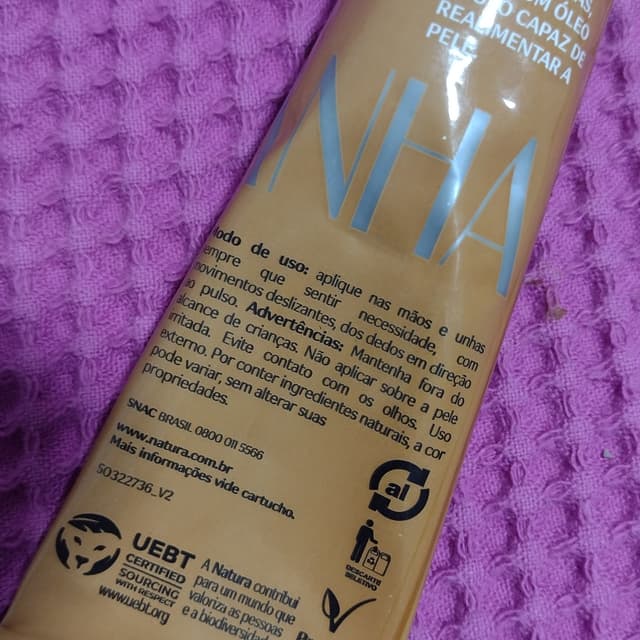 ÓLEO
CAPAZ DE
REALIMENTAR A
PELE
NHA
Modo de uso: aplique nas mãos e unhas
sempre que sentir necessidade, com
movimentos deslizantes, dos dedos em direção
ao pulso. Advertências: Mantenha fora do
alcance de crianças. Não aplicar sobre a pele
irritada. Evite contato com os olhos. Uso
externo. Por conter ingredientes naturais, a cor
pode variar, sem alterar suas
propriedades.
SNAC BRASIL 0800 011 5566
www.natura.com.br
Mais informações vide cartucho.
50322736_V2
al
DESCARTE
SELETIVO
UEBT
CERTIFIED
SOURCING
WITH RESPECT
www.uebt.org
A Natura contribui
para um mundo que
valoriza as pessoas
e a biodiversidade